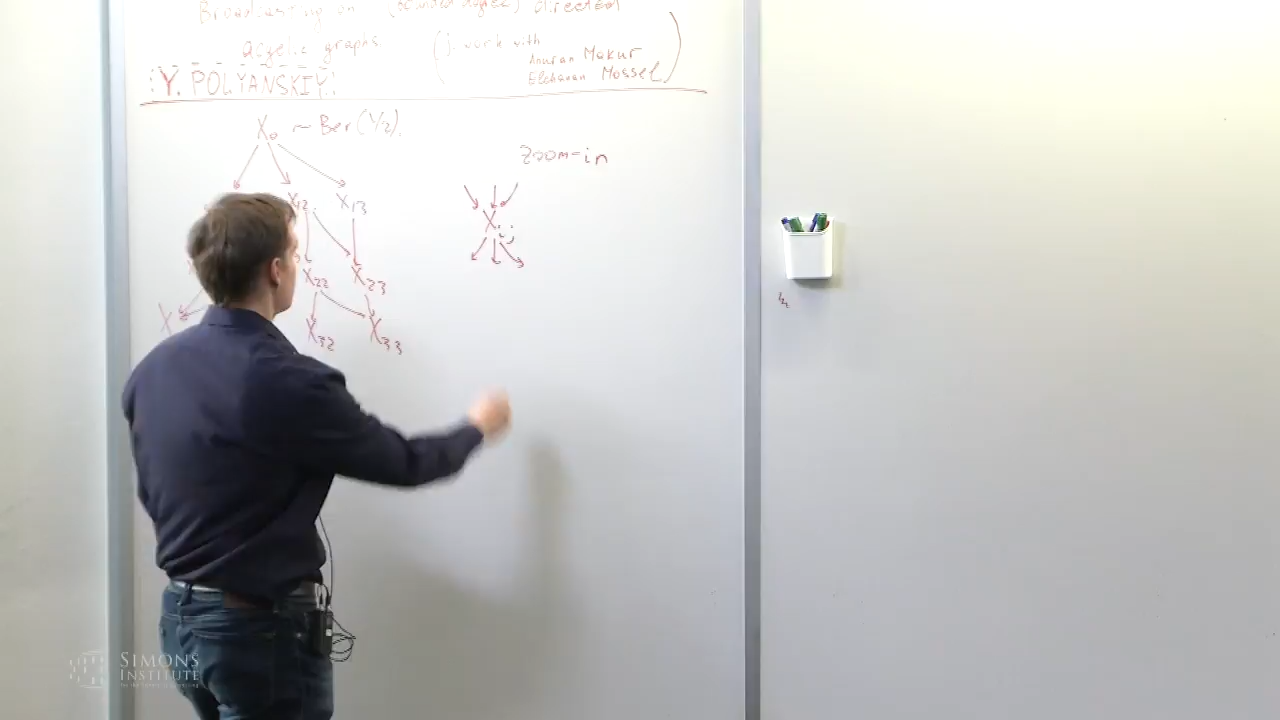 Broadcasting on (bounded degree) directed
acyclic graphs (j. work with
Anuran Makur
Elchanan Mossel)
Y. POLYANSKIY
X₀ ~ Ber(1/2).
Zoom-in
X₁₂ X₁₃
X_ij
X₂₂ X₂₃
X
X₃₂ X₃₃
SIMONS
INSTITUTE